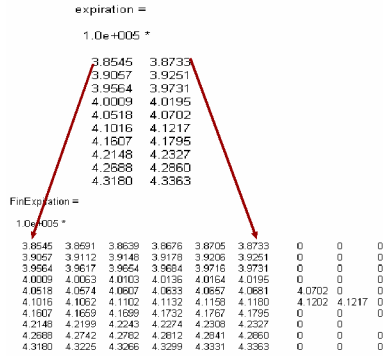 expiration =
1.0e+005 *
3.8545 3.8733
3.9057 3.9251
3.9564 3.9731
4.0009 4.0195
4.0518 4.0702
4.1016 4.1217
4.1607 4.1795
4.2148 4.2327
4.2688 4.2860
4.3180 4.3363
FinExpiration =
1.0e+005 *
3.8545 3.8591 3.8639 3.8676 3.8705 3.8733 0 0 0
3.9057 3.9112 3.9148 3.9178 3.9206 3.9251 0 0 0
3.9564 3.9617 3.9654 3.9684 3.9716 3.9731 0 0 0
4.0009 4.0063 4.0103 4.0136 4.0164 4.0195 0 0 0
4.0518 4.0574 4.0607 4.0633 4.0657 4.0681 4.0702 0 0
4.1016 4.1062 4.1102 4.1132 4.1158 4.1180 4.1202 4.1217 0
4.1607 4.1659 4.1699 4.1732 4.1767 4.1795 0 0 0
4.2148 4.2199 4.2243 4.2274 4.2308 4.2327 0 0 0
4.2688 4.2742 4.2782 4.2812 4.2841 4.2860 0 0 0
4.3180 4.3225 4.3266 4.3299 4.3331 4.3363 0 0 0